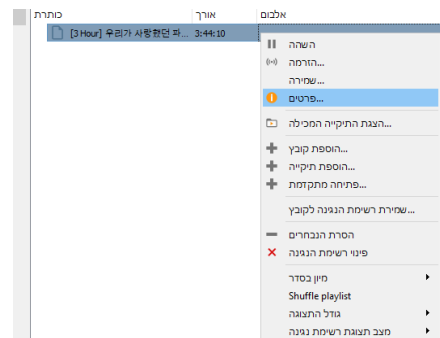 כותרת אורך אלבום
[3 Hour] 우리가 사랑했던 파... 3:44:10
השהה
הזרמה...
שמירה...
פרטים...
הצגת התיקייה המכילה...
הוספת קובץ
הוספת תיקייה...
פתיחה מתקדמת...
שמירת רשימת הנגינה לקובץ...
הסרת הנבחרים
פינוי רשימת הנגינה
מיון בסדר
Shuffle playlist
גודל התצוגה
מצב תצוגת רשימת נגינה